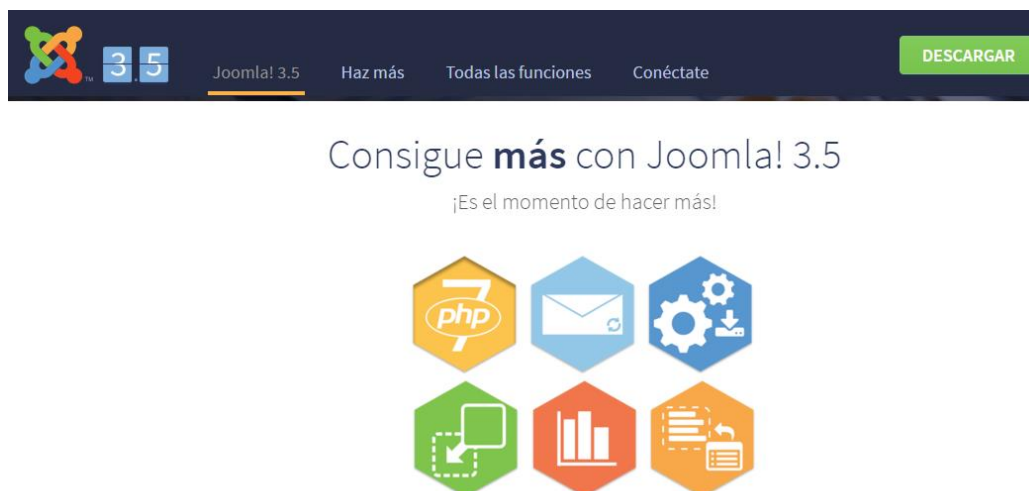 3.5
Joomla! 3.5
Haz más
Todas las funciones
Conéctate
DESCARGAR
Consigue más con Joomla! 3.5
¡Es el momento de hacer más!
7
php